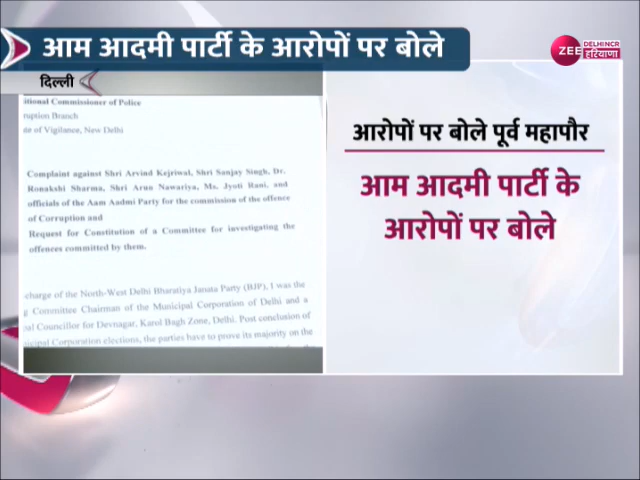 आम आदमी पार्टी के आरोपों पर बोले
ZEE DELHI NCR हरियाणा
दिल्ली
itional Commissioner of Police
ruption Branch
te of Vigilance, New Delhi
Complaint against Shri Arvind Kejriwal, Shri Sanjay Singh, Dr.
Ronakshi Sharma, Shri Arun Nawariya, Ms. Jyoti Rani, and
officials of the Aam Aadmi Party for the commission of the offence
of Corruption and
Request for Constitution of a Committee for investigating the
offences committed by them.
charge of the North-West Delhi Bharatiya Janata Party (BJP), I was the
g Committee Chairman of the Municipal Corporation of Delhi and a
pal Councillor for Devnagar, Karol Bagh Zone, Delhi. Post conclusion of
nicipal Corporation elections, the parties have to prove its majority on the
आरोपों पर बोले पूर्व महापौर
आम आदमी पार्टी के
आरोपों पर बोले